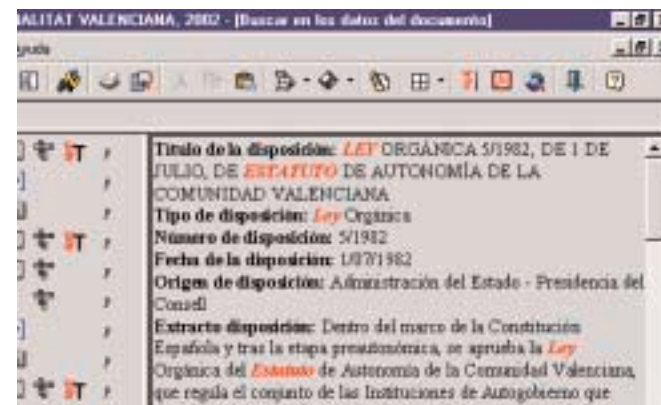 ALITAT VALENCIANA, 2002 - [Buscar en los datos del documento]
yuda
Título de la disposición: LEY ORGÁNICA 5/1982, DE 1 DE
JULIO, DE ESTATUTO DE AUTONOMÍA DE LA
COMUNIDAD VALENCIANA
Tipo de disposición: Ley Orgánica
Número de disposición: 5/1982
Fecha de la disposición: 1/07/1982
Origen de disposición: Administración del Estado - Presidencia del
Consell
Extracto disposición: Dentro del marco de la Constitución
Española y tras la etapa preautonómica, se aprueba la Ley
Orgánica del Estatuto de Autonomía de la Comunidad Valenciana,
que regula el conjunto de las Instituciones de Autogobierno que